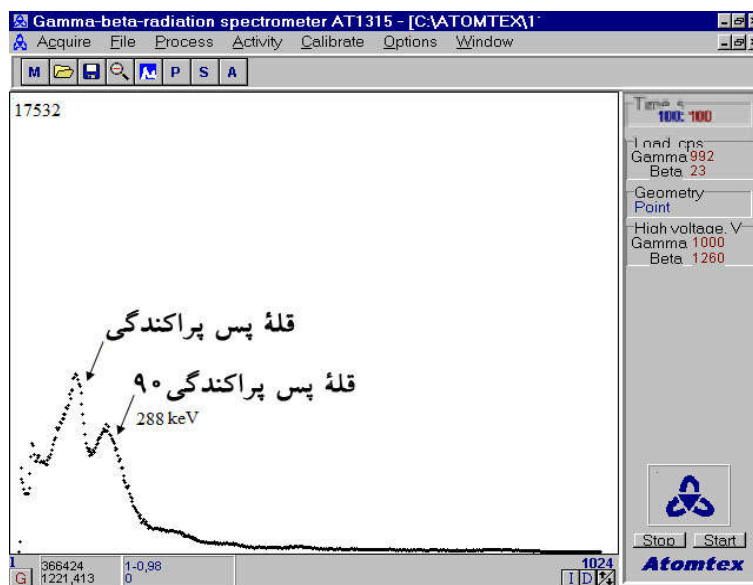 Gamma-beta-radiation spectrometer AT1315 - [C:\ATOMTEX\1
Acquire File Process Activity Calibrate Options Window
M P S A
17532
Time, s
100: 100
Load, cps
Gamma 992
Beta 23
Geometry
Point
High voltage, V
Gamma 1000
Beta 1260
قلهٔ پس پراکندگی
قلهٔ پس پراکندگی ۹۰
288 keV
Stop Start
Atomtex
1 1024
G 366424 1-0,98 I D
1221,413 0